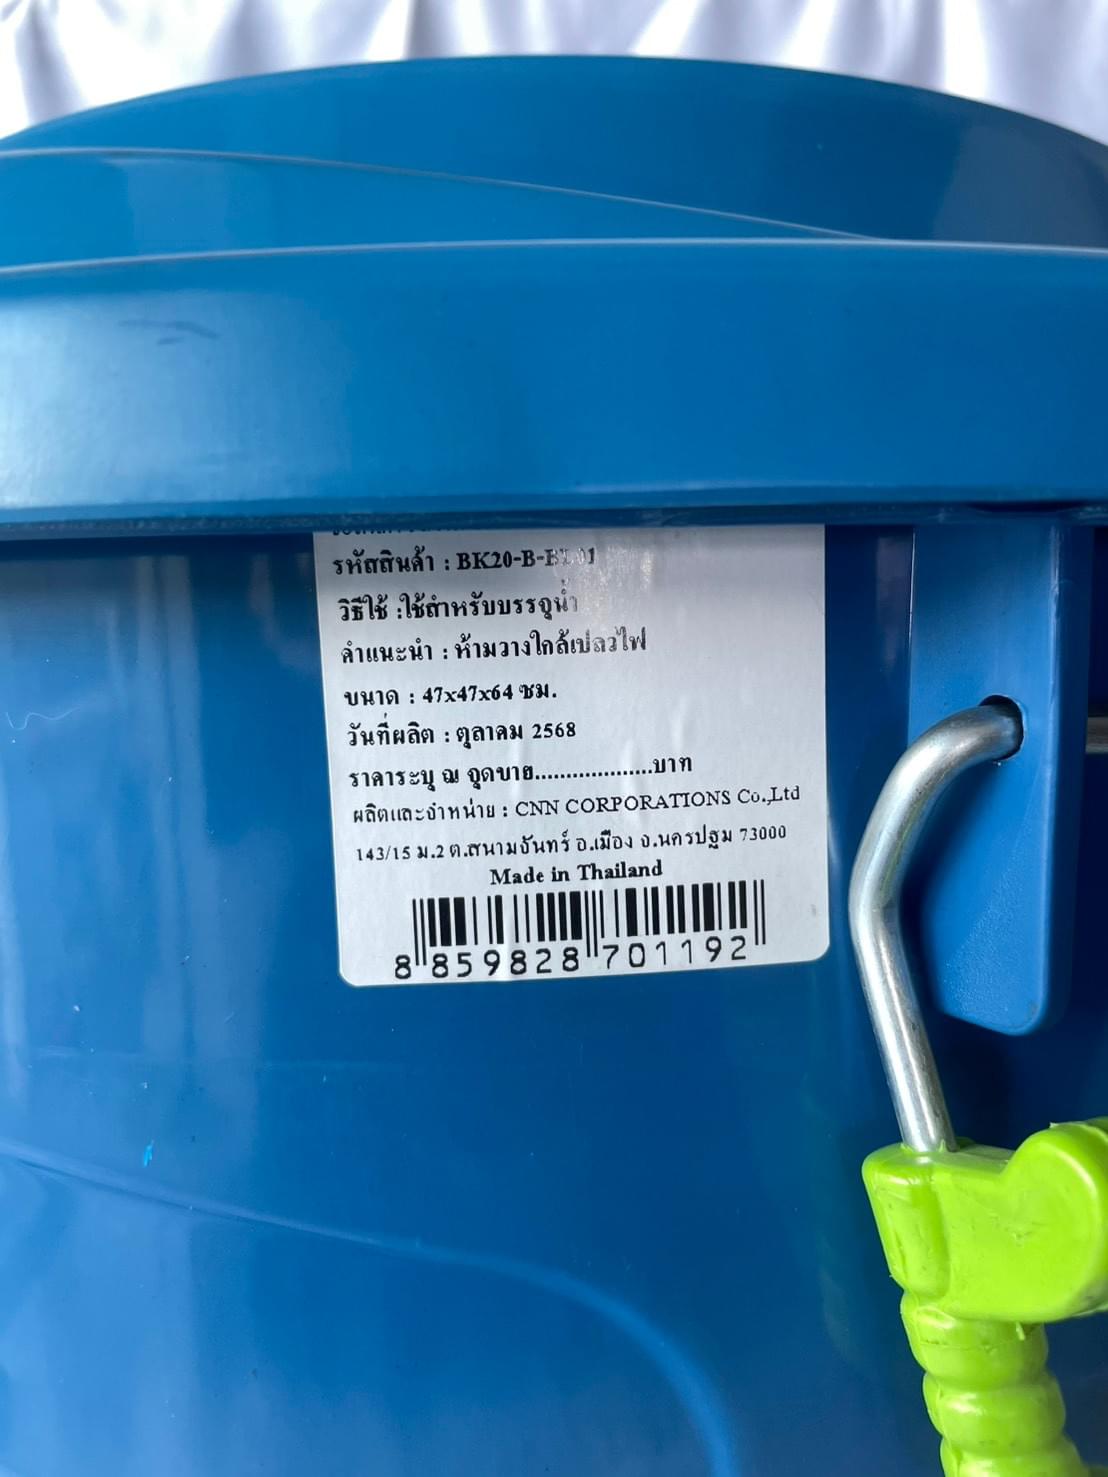 รหัสสินค้า : BK20-B-BL01
วิธีใช้ :ใช้สำหรับบรรจุน้ำ
คำแนะนำ : ห้ามวางใกล้เปลวไฟ
ขนาด : 47x47x64 ซม.
วันที่ผลิต : ตุลาคม 2568
ราคาระบุ ณ จุดขาย...................บาท
ผลิตและจำหน่าย : CNN CORPORATIONS Co.,Ltd
143/15 ม.2 ต.สนามจันทร์ อ.เมือง จ.นครปฐม 73000
Made in Thailand
8 859828 701192